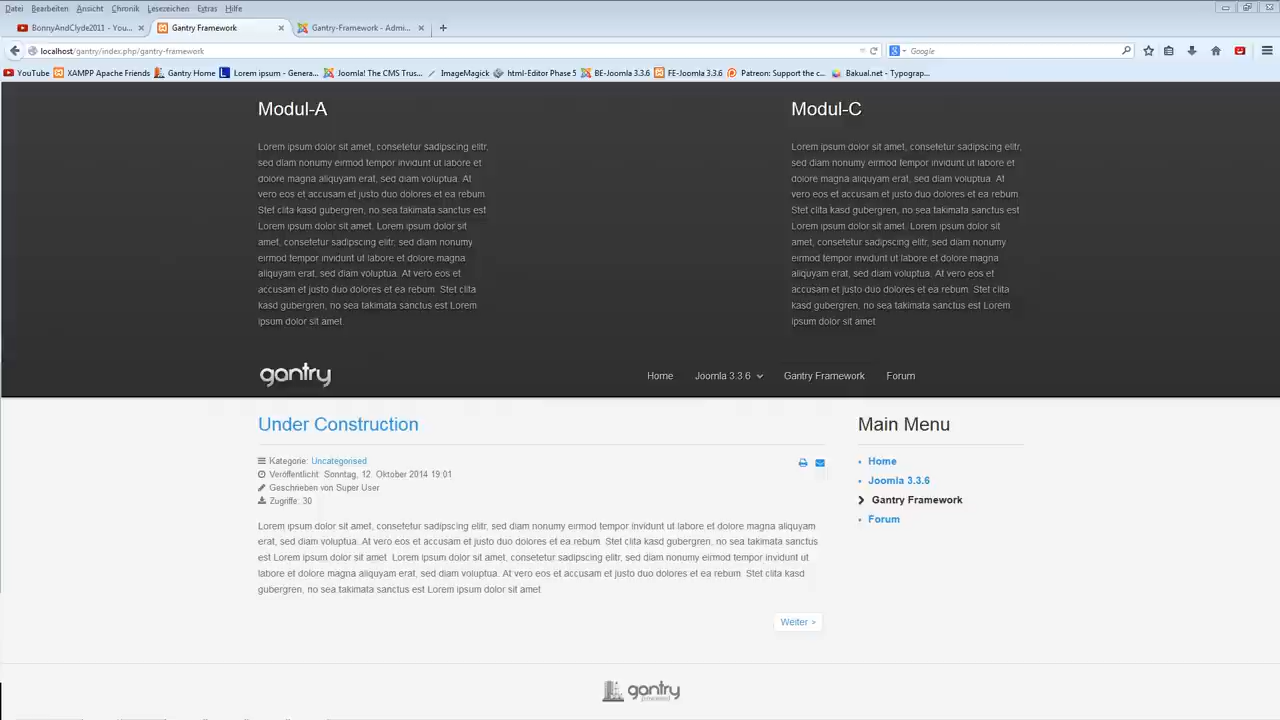 Datei Bearbeiten Ansicht Chronik Lesezeichen Extras Hilfe
BonnyAndClyde2011 - You... Gantry Framework Gantry-Framework - Admi...
localhost/gantry/index.php/gantry-framework Google
YouTube XAMPP Apache Friends Gantry Home Lorem ipsum - Genera... Joomla! The CMS Trus... ImageMagick html-Editor Phase 5 BE-Joomla 3.3.6 FE-Joomla 3.3.6 Patreon: Support the c... Bakual.net - Typograp...
Modul-A
Lorem ipsum dolor sit amet, consetetur sadipscing elitr,
sed diam nonumy eirmod tempor invidunt ut labore et
dolore magna aliquyam erat, sed diam voluptua. At
vero eos et accusam et justo duo dolores et ea rebum.
Stet clita kasd gubergren, no sea takimata sanctus est
Lorem ipsum dolor sit amet. Lorem ipsum dolor sit
amet, consetetur sadipscing elitr, sed diam nonumy
eirmod tempor invidunt ut labore et dolore magna
aliquyam erat, sed diam voluptua. At vero eos et
accusam et justo duo dolores et ea rebum. Stet clita
kasd gubergren, no sea takimata sanctus est Lorem
ipsum dolor sit amet.
Modul-C
Lorem ipsum dolor sit amet, consetetur sadipscing elitr,
sed diam nonumy eirmod tempor invidunt ut labore et
dolore magna aliquyam erat, sed diam voluptua. At
vero eos et accusam et justo duo dolores et ea rebum.
Stet clita kasd gubergren, no sea takimata sanctus est
Lorem ipsum dolor sit amet. Lorem ipsum dolor sit
amet, consetetur sadipscing elitr, sed diam nonumy
eirmod tempor invidunt ut labore et dolore magna
aliquyam erat, sed diam voluptua. At vero eos et
accusam et justo duo dolores et ea rebum. Stet clita
kasd gubergren, no sea takimata sanctus est Lorem
ipsum dolor sit amet.
gantry Home Joomla 3.3.6 Gantry Framework Forum
Under Construction
Kategorie: Uncategorised
Veröffentlicht: Sonntag, 12. Oktober 2014 19:01
Geschrieben von Super User
Zugriffe: 30
Lorem ipsum dolor sit amet, consetetur sadipscing elitr, sed diam nonumy eirmod tempor invidunt ut labore et dolore magna aliquyam
erat, sed diam voluptua. At vero eos et accusam et justo duo dolores et ea rebum. Stet clita kasd gubergren, no sea takimata sanctus
est Lorem ipsum dolor sit amet. Lorem ipsum dolor sit amet, consetetur sadipscing elitr, sed diam nonumy eirmod tempor invidunt ut
labore et dolore magna aliquyam erat, sed diam voluptua. At vero eos et accusam et justo duo dolores et ea rebum. Stet clita kasd
gubergren, no sea takimata sanctus est Lorem ipsum dolor sit amet
Weiter >
Main Menu
Home
Joomla 3.3.6
Gantry Framework
Forum
gantry